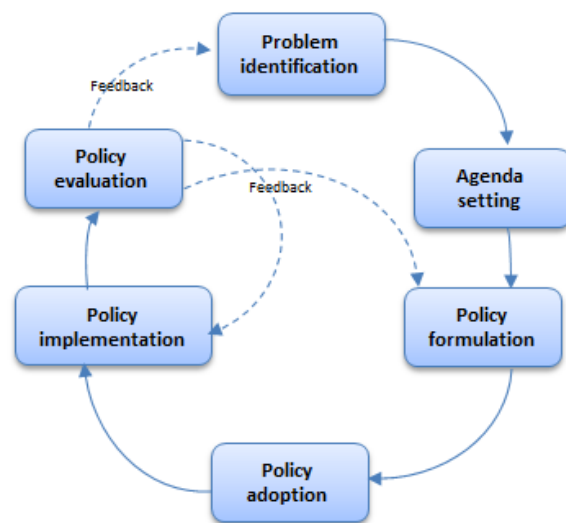 Problem
identification
Feedback
Policy
evaluation
Feedback
Agenda
setting
Policy
implementation
Policy
formulation
Policy
adoption